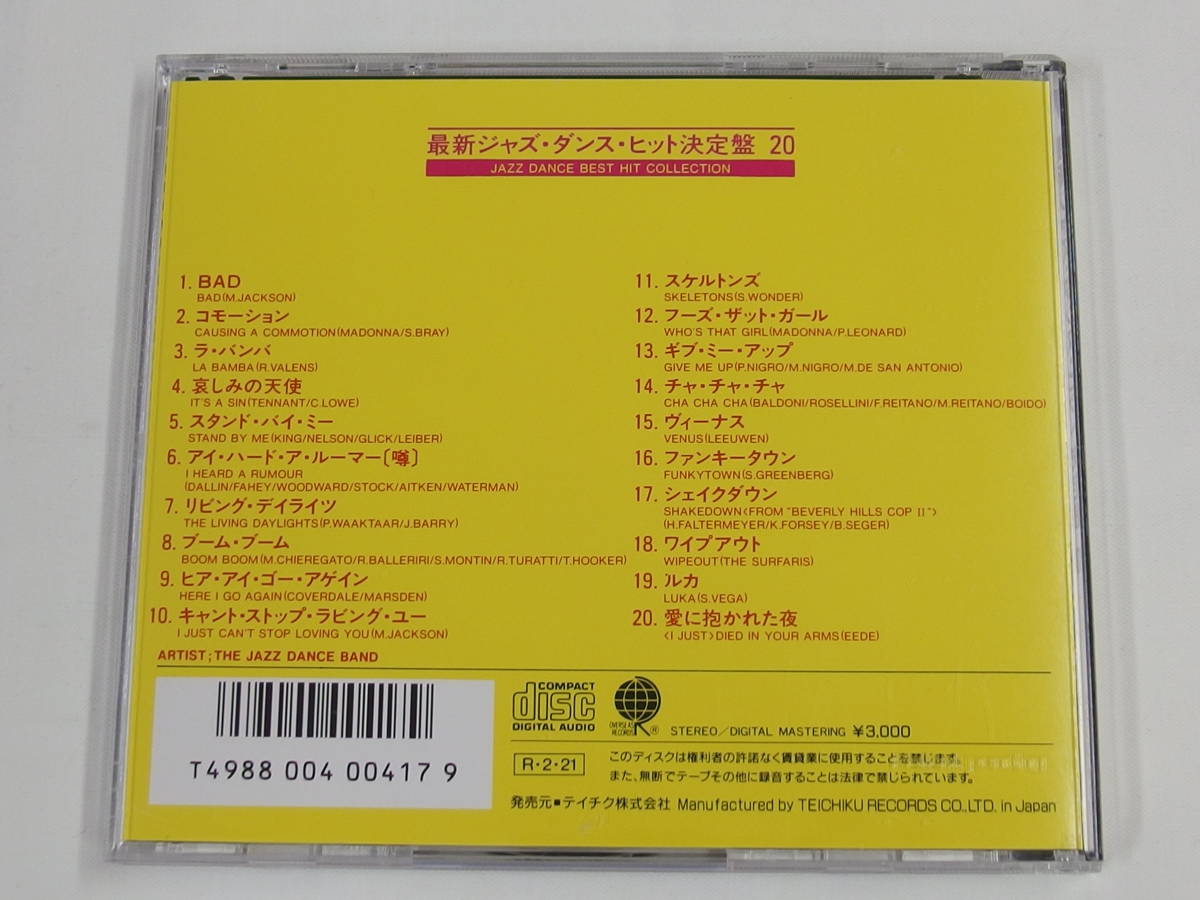 最新ジャズ・ダンス・ヒット決定盤 20
JAZZ DANCE BEST HIT COLLECTION
1. BAD
BAD(M.JACKSON)
2. コモーション
CAUSING A COMMOTION(MADONNA/S.BRAY)
3. ラ・バンバ
LA BAMBA(R.VALENS)
4. 哀しみの天使
IT'S A SIN(TENNANT/C.LOWE)
5. スタンド・バイ・ミー
STAND BY ME(KING/NELSON/GLICK/LEIBER)
6. アイ・ハード・ア・ルーマー〔噂〕
I HEARD A RUMOUR
(DALLIN/FAHEY/WOODWARD/STOCK/AITKEN/WATERMAN)
7. リビング・デイライツ
THE LIVING DAYLIGHTS(P.WAAKTAAR/J.BARRY)
8. ブーム・ブーム
BOOM BOOM(M.CHIEREGATO/R.BALLERIRI/S.MONTIN/R.TURATTI/T.HOOKER)
9. ヒア・アイ・ゴー・アゲイン
HERE I GO AGAIN(COVERDALE/MARSDEN)
10. キャント・ストップ・ラビング・ユー
I JUST CAN'T STOP LOVING YOU(M.JACKSON)
ARTIST;THE JAZZ DANCE BAND
11. スケルトンズ
SKELETONS(S.WONDER)
12. フーズ・ザット・ガール
WHO'S THAT GIRL(MADONNA/P.LEONARD)
13. ギブ・ミー・アップ
GIVE ME UP(P.NIGRO/M.NIGRO/M.DE SAN ANTONIO)
14. チャ・チャ・チャ
CHA CHA CHA(BALDONI/ROSELLINI/F.REITANO/M.REITANO/BOIDO)
15. ヴィーナス
VENUS(LEEUWEN)
16. ファンキータウン
FUNKYTOWN(S.GREENBERG)
17. シェイクダウン
SHAKEDOWN〈FROM "BEVERLY HILLS COP II"〉
(H.FALTERMEYER/K.FORSEY/B.SEGER)
18. ワイプアウト
WIPEOUT(THE SURFARIS)
19. ルカ
LUKA(S.VEGA)
20. 愛に抱かれた夜
〈I JUST〉DIED IN YOUR ARMS(EEDE)
T4988 004 00417 9
COMPACT
disc
DIGITAL AUDIO
OVERSEAS
RECORDS
®
STEREO/DIGITAL MASTERING ¥3,000
R・2・21
このディスクは権利者の許諾なく賃貸業に使用することを禁じます。
また、無断でテープその他に録音することは法律で禁じられています。
発売元■テイチク株式会社 Manufactured by TEICHIKU RECORDS CO.,LTD. in Japan